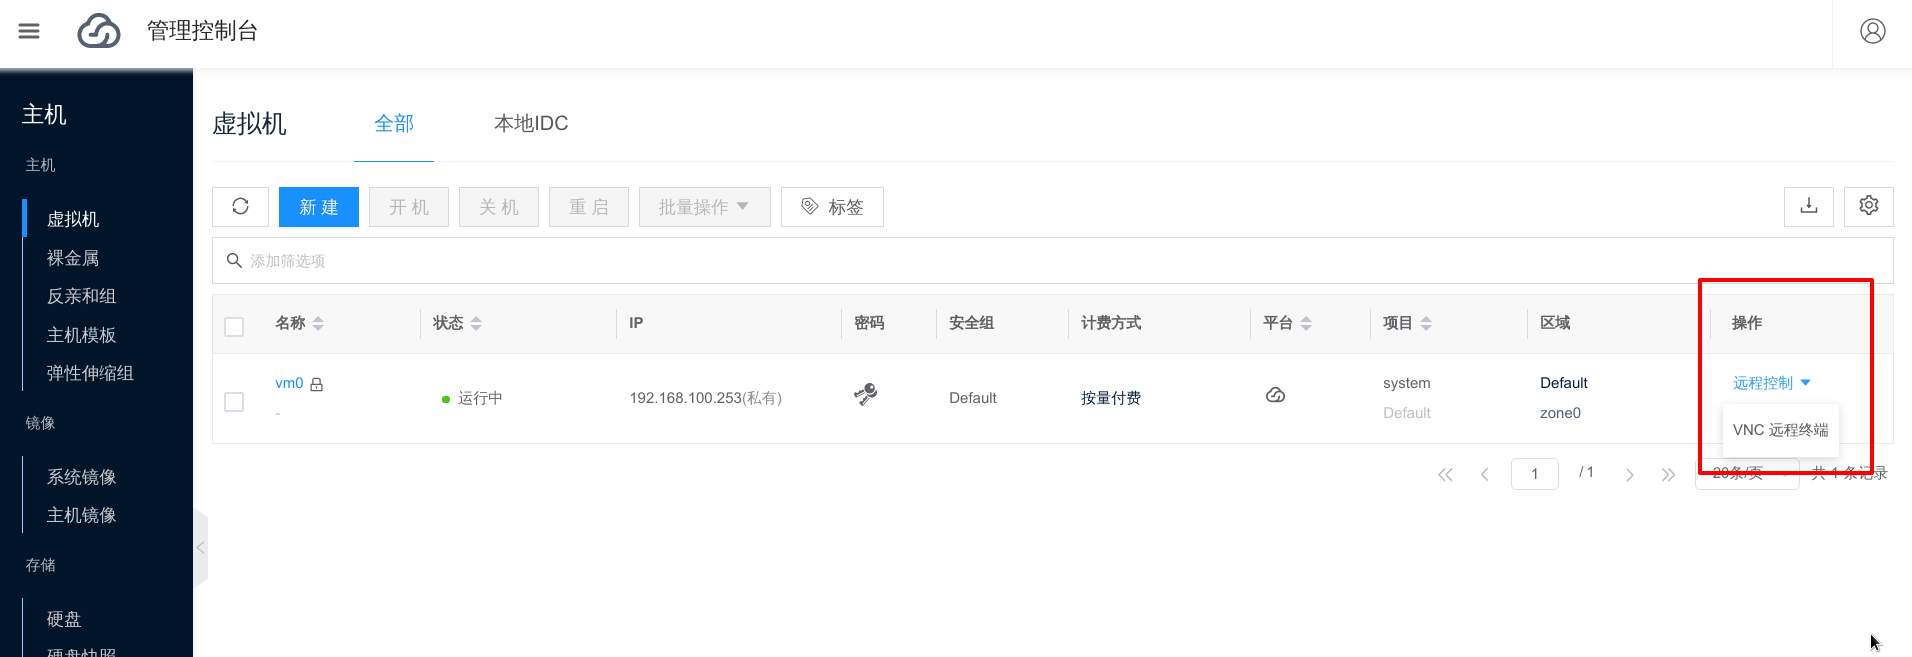 管理控制台
主机
主机
虚拟机
裸金属
反亲和组
主机模板
弹性伸缩组
镜像
系统镜像
主机镜像
存储
硬盘
硬盘快照
虚拟机 全部 本地IDC
新 建 开 机 关 机 重 启 批量操作 标签
添加筛选项
名称 状态 IP 密码 安全组 计费方式 平台 项目 区域 操作
vm0 运行中 192.168.100.253(私有) Default 按量付费 system Default 远程控制
- Default zone0
VNC 远程终端
1 / 1 20条/页 共 1 条记录